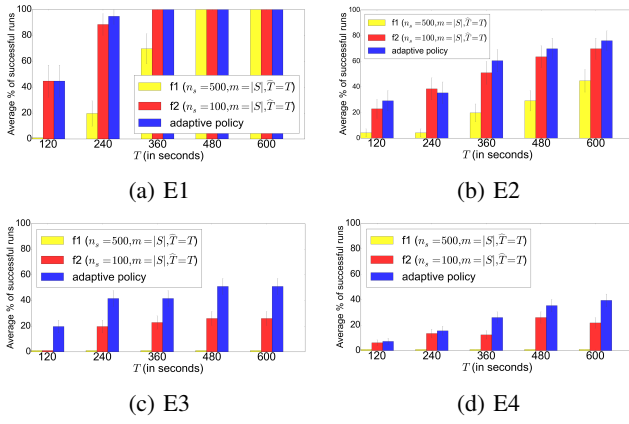 Average % of successful runs
100
80
60
40
20
0
120 240 360 480 600
T (in seconds)
f1 (n_s = 500, m = |S|, T̂ = T)
f2 (n_s = 100, m = |S|, T̂ = T)
adaptive policy
(a) E1
Average % of successful runs
100
80
60
40
20
0
120 240 360 480 600
T (in seconds)
f1 (n_s = 500, m = |S|, T̂ = T)
f2 (n_s = 100, m = |S|, T̂ = T)
adaptive policy
(b) E2
Average % of successful runs
100
80
60
40
20
0
120 240 360 480 600
T (in seconds)
f1 (n_s = 500, m = |S|, T̂ = T)
f2 (n_s = 100, m = |S|, T̂ = T)
adaptive policy
(c) E3
Average % of successful runs
100
80
60
40
20
0
120 240 360 480 600
T (in seconds)
f1 (n_s = 500, m = |S|, T̂ = T)
f2 (n_s = 100, m = |S|, T̂ = T)
adaptive policy
(d) E4